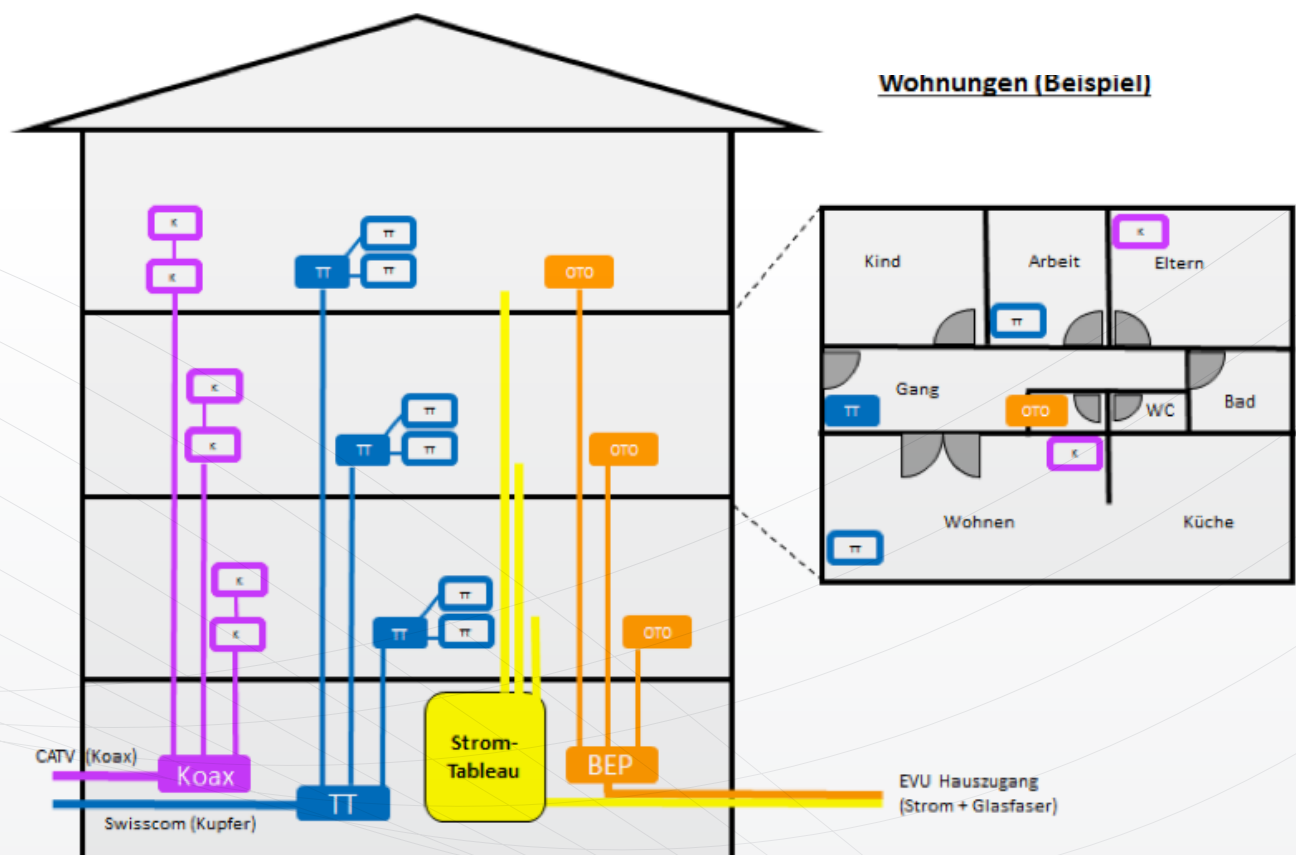 Wohnungen (Beispiel)
K
K
TT
TT
TT
OTO
K
K
TT
TT
TT
OTO
K
K
TT
TT
TT
OTO
Strom-
Tableau
CATV (Koax)
Koax
TT
BEP
Swisscom (Kupfer)
EVU Hauszugang
(Strom + Glasfaser)
Kind
Arbeit
K
Eltern
TT
Gang
TT
OTO
WC
Bad
K
Wohnen
Küche
TT